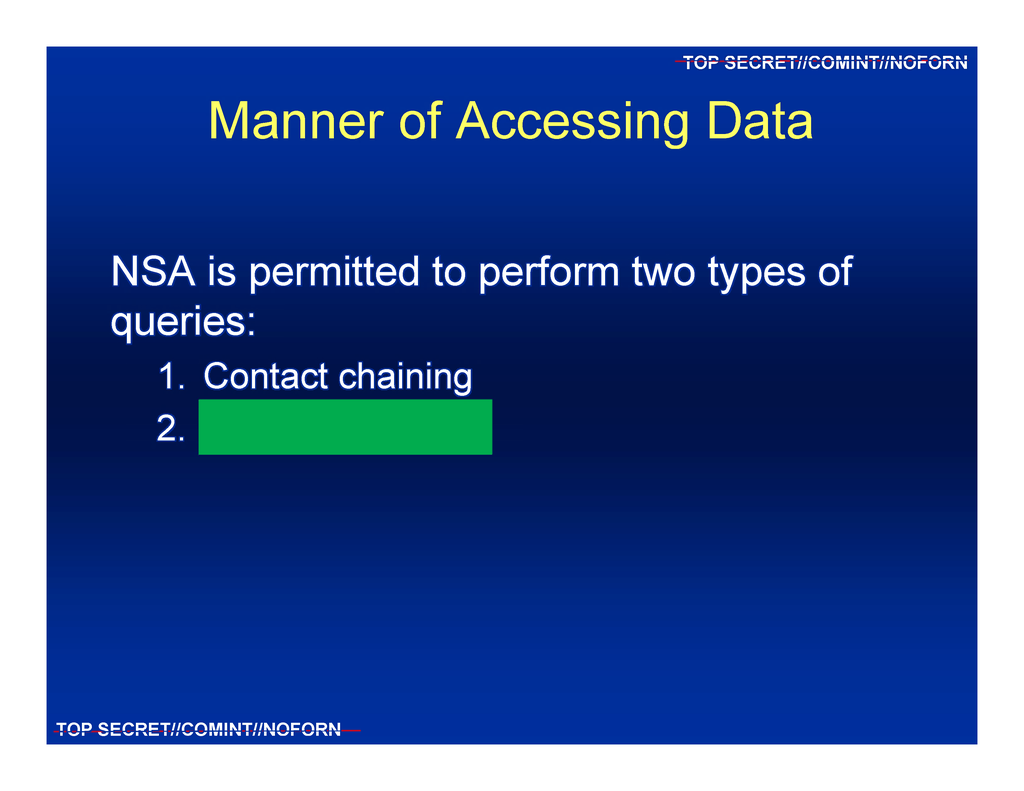 TOP SECRET//COMINT//NOFORN
Manner of Accessing Data
NSA is permitted to perform two types of
queries:
1. Contact chaining
2.
TOP SECRET//COMINT//NOFORN